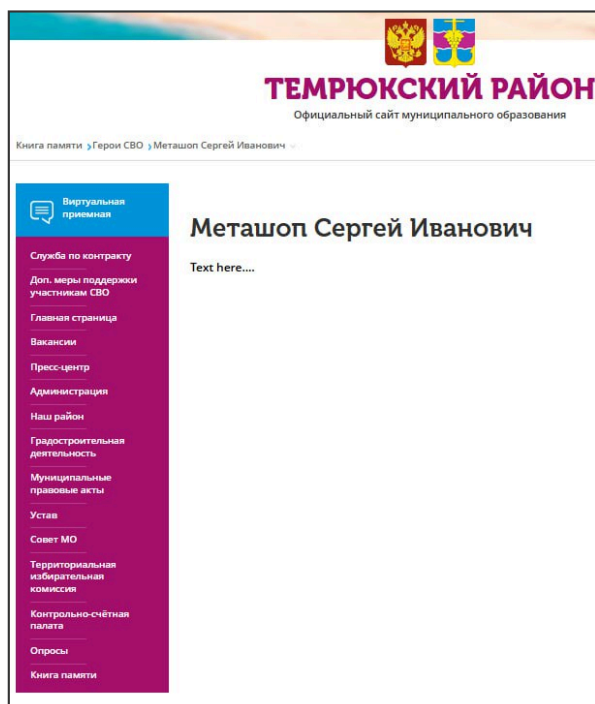 ТЕМРЮКСКИЙ РАЙОН
Официальный сайт муниципального образования
Книга памяти Герои СВО Меташоп Сергей Иванович
Виртуальная
приемная
Служба по контракту
Доп. меры поддержки
участникам СВО
Главная страница
Вакансии
Пресс-центр
Администрация
Наш район
Градостроительная
деятельность
Муниципальные
правовые акты
Устав
Совет МО
Территориальная
избирательная
комиссия
Контрольно-счётная
палата
Опросы
Книга памяти
Меташоп Сергей Иванович
Text here....